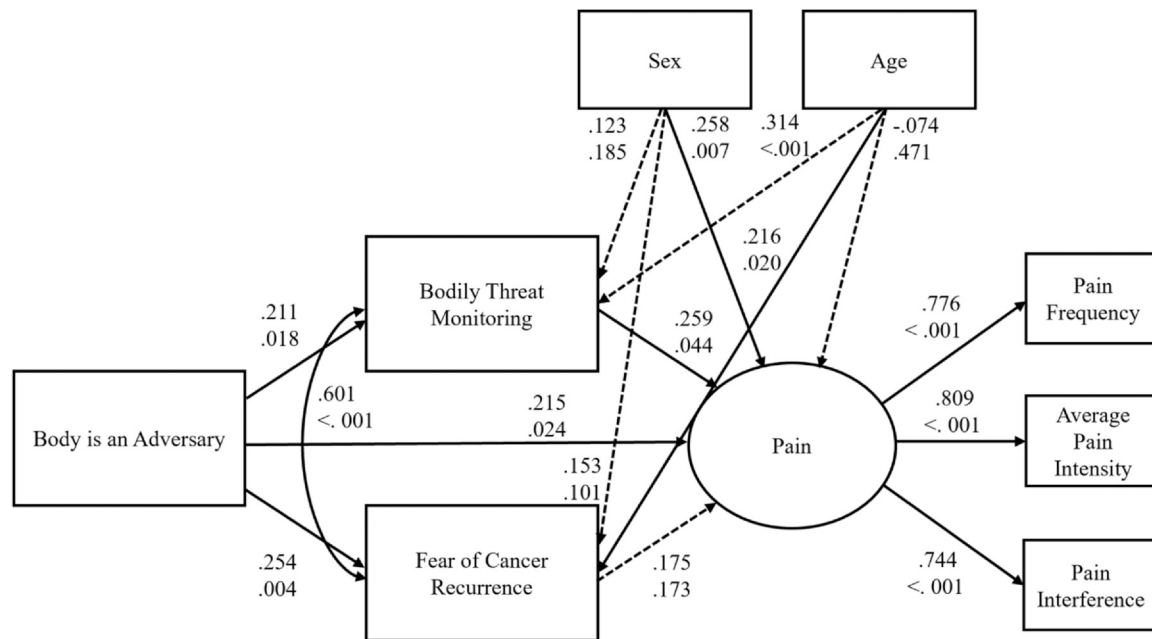 Sex
Age
.123
.185
.258
.007
.314
<.001
-.074
.471
Bodily Threat
Monitoring
.216
.020
Pain
Frequency
.776
< .001
.211
.018
.259
.044
.601
<. 001
Body is an Adversary
.215
.024
Pain
.809
<. 001
Average
Pain
Intensity
.153
.101
.254
.004
Fear of Cancer
Recurrence
.175
.173
.744
<. 001
Pain
Interference